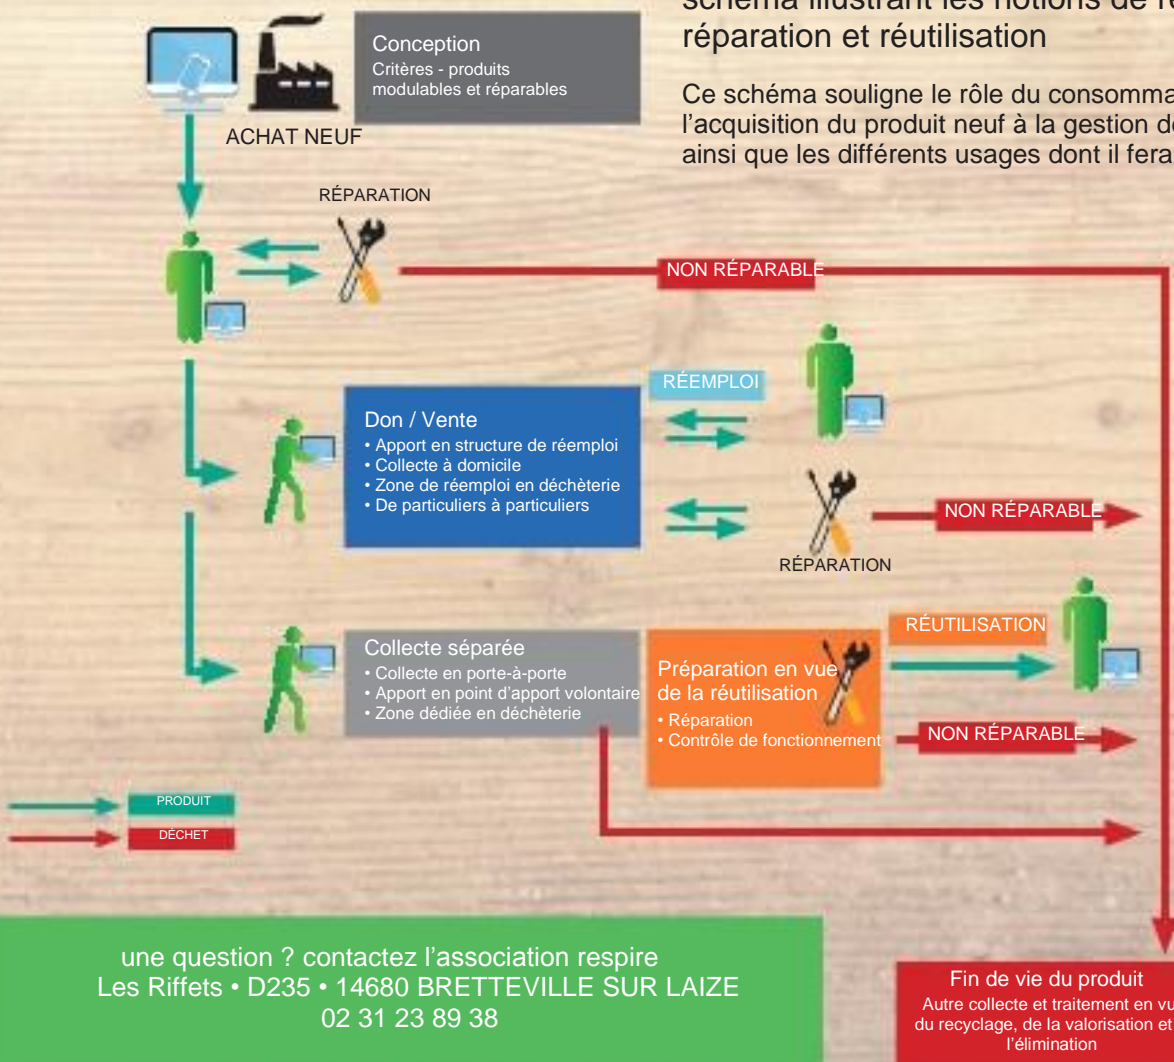 schéma illustrant les notions de
réparation et réutilisation
Ce schéma souligne le rôle du
l'acquisition du produit neuf à la gestion
ainsi que les différents usages dont il fera
Conception
Critères - produits
modulables et réparables
ACHAT NEUF
RÉPARATION
NON RÉPARABLE
RÉEMPLOI
Don / Vente
• Apport en structure de réemploi
• Collecte à domicile
• Zone de réemploi en déchèterie
• De particuliers à particuliers
NON RÉPARABLE
RÉPARATION
RÉUTILISATION
Collecte séparée
• Collecte en porte-à-porte
• Apport en point d'apport volontaire
• Zone dédiée en déchèterie
Préparation en vue
de la réutilisation
• Réparation
• Contrôle de fonctionnement
NON RÉPARABLE
PRODUIT
DÉCHET
une question ? contactez l'association respire
Les Riffets • D235 • 14680 BRETTEVILLE SUR LAIZE
02 31 23 89 38
Fin de vie du produit
Autre collecte et traitement en
du recyclage, de la valorisation et
l'élimination